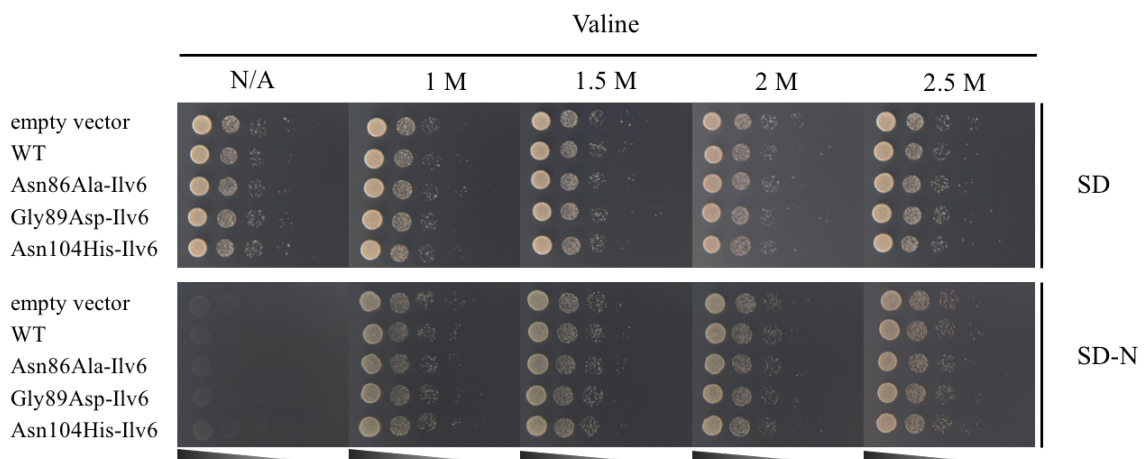 Valine
N/A 1 M 1.5 M 2 M 2.5 M
empty vector
WT
Asn86Ala-Ilv6
Gly89Asp-Ilv6
Asn104His-Ilv6
SD
empty vector
WT
Asn86Ala-Ilv6
Gly89Asp-Ilv6
Asn104His-Ilv6
SD-N